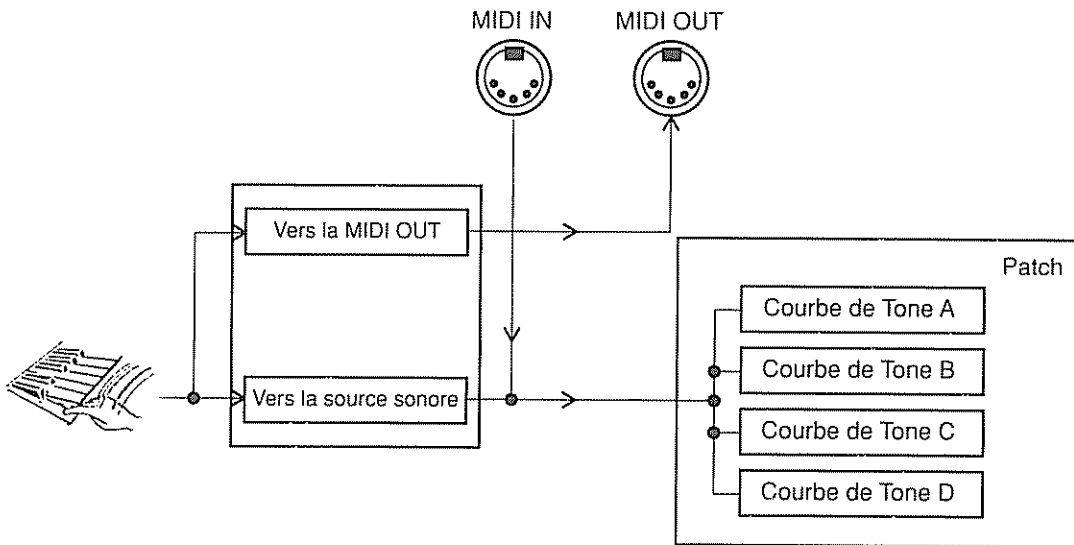 MIDI IN
MIDI OUT
Vers la MIDI OUT
Patch
Courbe de Tone A
Courbe de Tone B
Vers la source sonore
Courbe de Tone C
Courbe de Tone D